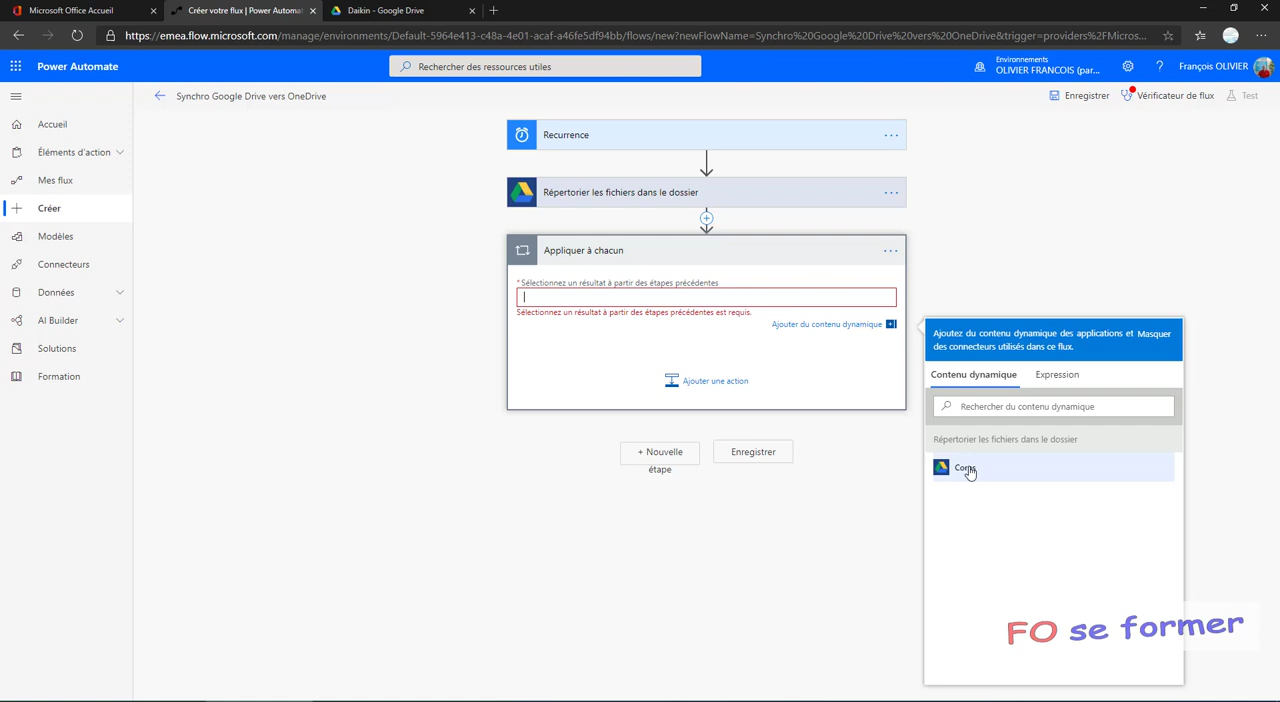 Microsoft Office Accueil
Créer votre flux | Power Automat
Daikin - Google Drive
https://emea.flow.microsoft.com/manage/environments/Default-5964e413-c48a-4e01-acaf-a46fe5df94bb/flows/new?newFlowName=Synchro%20Google%20Drive%20vers%20OneDrive&trigger=providers%2FMicros...
Power Automate
Rechercher des ressources utiles
Environnements
OLIVIER FRANCOIS (par...
François OLIVIER
Synchro Google Drive vers OneDrive
Enregistrer
Vérificateur de flux
Test
Accueil
Éléments d'action
Mes flux
Créer
Modèles
Connecteurs
Données
AI Builder
Solutions
Formation
Recurrence
Répertorier les fichiers dans le dossier
Appliquer à chacun
* Sélectionnez un résultat à partir des étapes précédentes
Sélectionnez un résultat à partir des étapes précédentes est requis.
Ajouter du contenu dynamique
Ajouter une action
+ Nouvelle étape
Enregistrer
Ajoutez du contenu dynamique des applications et des connecteurs utilisés dans ce flux.
Masquer
Contenu dynamique
Expression
Rechercher du contenu dynamique
Répertorier les fichiers dans le dossier
Corps
FO se former